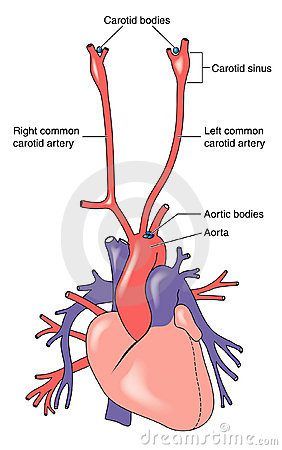 Carotid bodies
Carotid sinus
Right common
carotid artery
Left common
carotid artery
Aortic bodies
Aorta
dreamstime.com